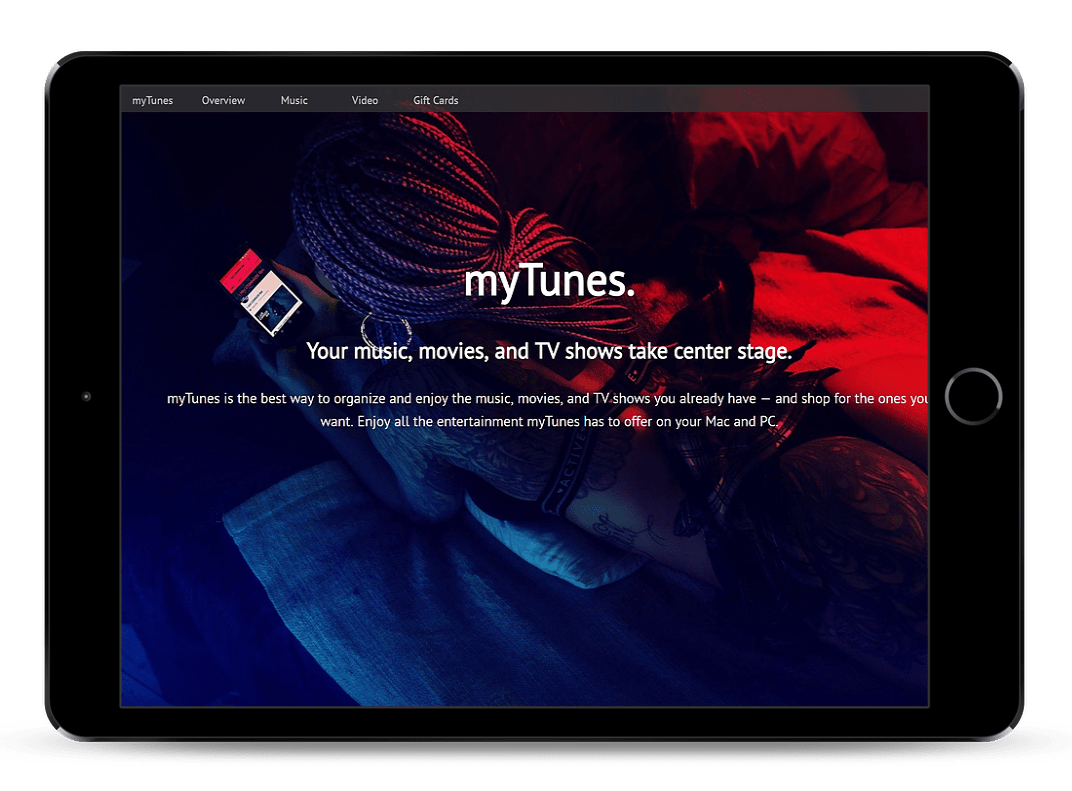 myTunes Overview Music Video Gift Cards
myTunes.
Your music, movies, and TV shows take center stage.
myTunes is the best way to organize and enjoy the music, movies, and TV shows you already have — and shop for the ones you
want. Enjoy all the entertainment myTunes has to offer on your Mac and PC.
ACTIVE